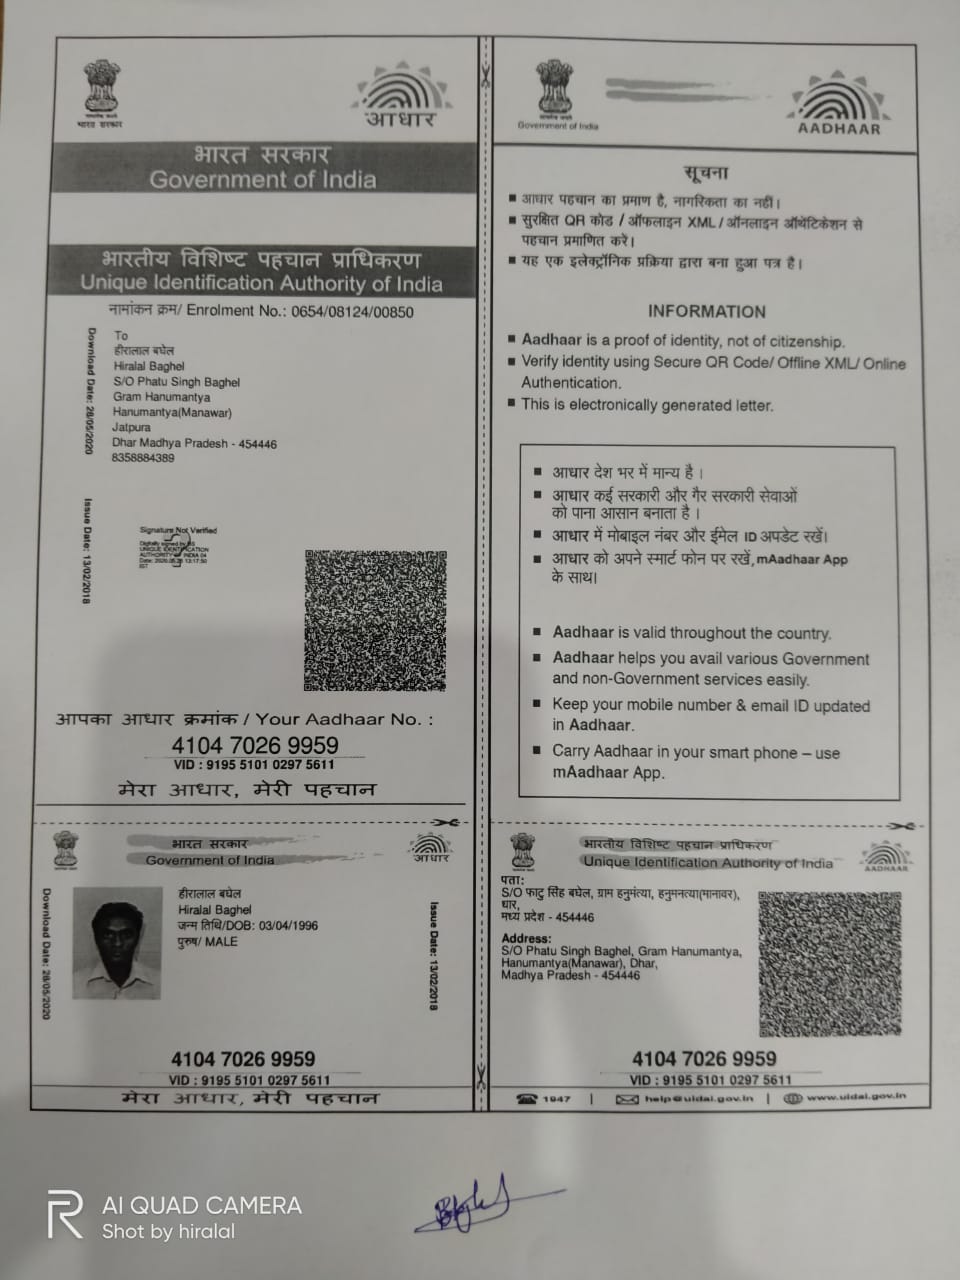 भारत सरकार
आधार
भारत सरकार
Government of India
भारतीय विशिष्ट पहचान प्राधिकरण
Unique Identification Authority of India
नामांकन क्रम/ Enrolment No.: 0654/08124/00850
Download Date: 28/05/2020
To
हीरालाल बघेल
Hiralal Baghel
S/O Phatu Singh Baghel
Gram Hanumantya
Hanumantya(Manawar)
Jatpura
Dhar Madhya Pradesh - 454446
8358884389
Issue Date: 13/02/2018
Signature Not Verified
Digitally signed by DS
UNIQUE IDENTIFICATION
AUTHORITY OF INDIA 04
Date: 2020.05.28 13:17:50
IST
आपका आधार क्रमांक / Your Aadhaar No. :
4104 7026 9959
VID : 9195 5101 0297 5611
मेरा आधार, मेरी पहचान
Government of India
AADHAAR
सूचना
■ आधार पहचान का प्रमाण है, नागरिकता का नहीं।
■ सुरक्षित QR कोड / ऑफलाइन XML / ऑनलाइन ऑथेंटिकेशन से
पहचान प्रमाणित करें।
■ यह एक इलेक्ट्रॉनिक प्रक्रिया द्वारा बना हुआ पत्र है।
INFORMATION
■ Aadhaar is a proof of identity, not of citizenship.
■ Verify identity using Secure QR Code/ Offline XML/ Online
Authentication.
■ This is electronically generated letter.
■ आधार देश भर में मान्य है ।
■ आधार कई सरकारी और गैर सरकारी सेवाओं
को पाना आसान बनाता है ।
■ आधार में मोबाइल नंबर और ईमेल ID अपडेट रखें।
■ आधार को अपने स्मार्ट फोन पर रखें, mAadhaar App
के साथ।
■ Aadhaar is valid throughout the country.
■ Aadhaar helps you avail various Government
and non-Government services easily.
■ Keep your mobile number & email ID updated
in Aadhaar.
■ Carry Aadhaar in your smart phone – use
mAadhaar App.
भारत सरकार
Government of India
आधार
Download Date: 28/05/2020
हीरालाल बघेल
Hiralal Baghel
जन्म तिथि/DOB: 03/04/1996
पुरुष/ MALE
Issue Date: 13/02/2018
4104 7026 9959
VID : 9195 5101 0297 5611
मेरा आधार, मेरी पहचान
भारतीय विशिष्ट पहचान प्राधिकरण
Unique Identification Authority of India
AADHAAR
पता:
S/O फाटु सिंह बघेल, ग्राम हनुमंत्या, हनुमनत्या(मानावर),
धार,
मध्य प्रदेश - 454446
Address:
S/O Phatu Singh Baghel, Gram Hanumantya,
Hanumantya(Manawar), Dhar,
Madhya Pradesh - 454446
4104 7026 9959
VID : 9195 5101 0297 5611
1947 | help@uidai.gov.in | www.uidai.gov.in
AI QUAD CAMERA
Shot by hiralal